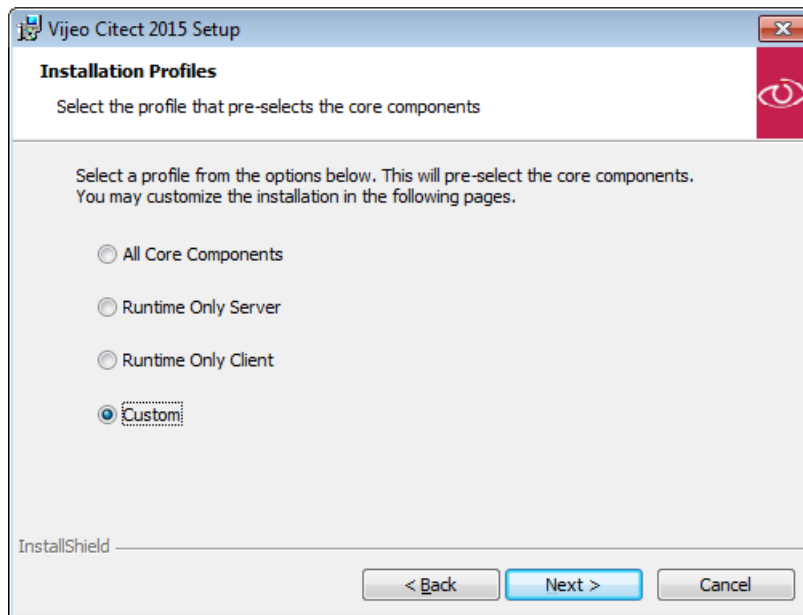 Vijeo Citect 2015 Setup
Installation Profiles
Select the profile that pre-selects the core components
Select a profile from the options below. This will pre-select the core components.
You may customize the installation in the following pages.
All Core Components
Runtime Only Server
Runtime Only Client
Custom
InstallShield
< Back
Next >
Cancel